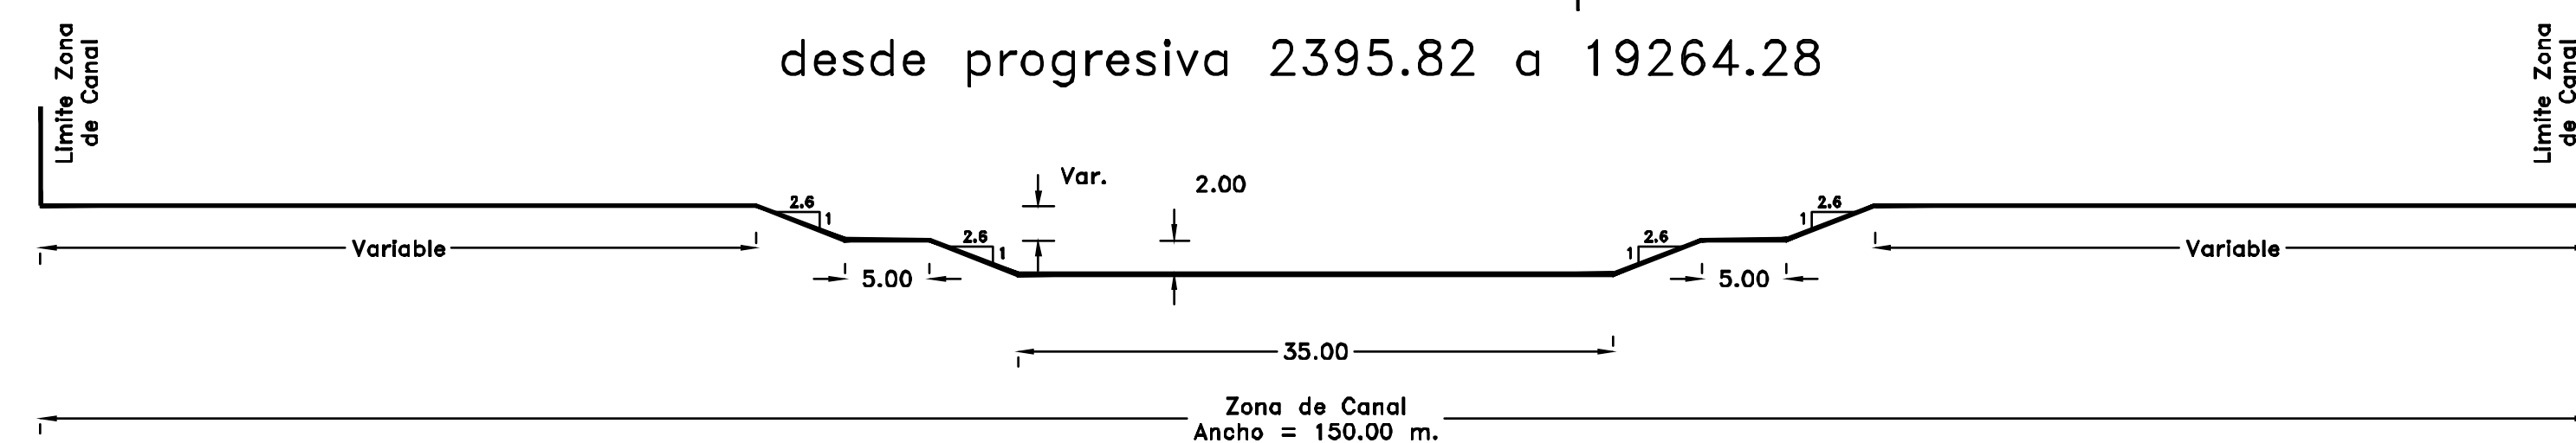 desde progresiva 2395.82 a 19264.28
Limite Zona
de Canal
Limite Zona
de Canal
Var.
2.00
2.6
1
2.6
1
2.6
1
2.6
1
Variable
5.00
5.00
Variable
35.00
Zona de Canal
Ancho = 150.00 m.